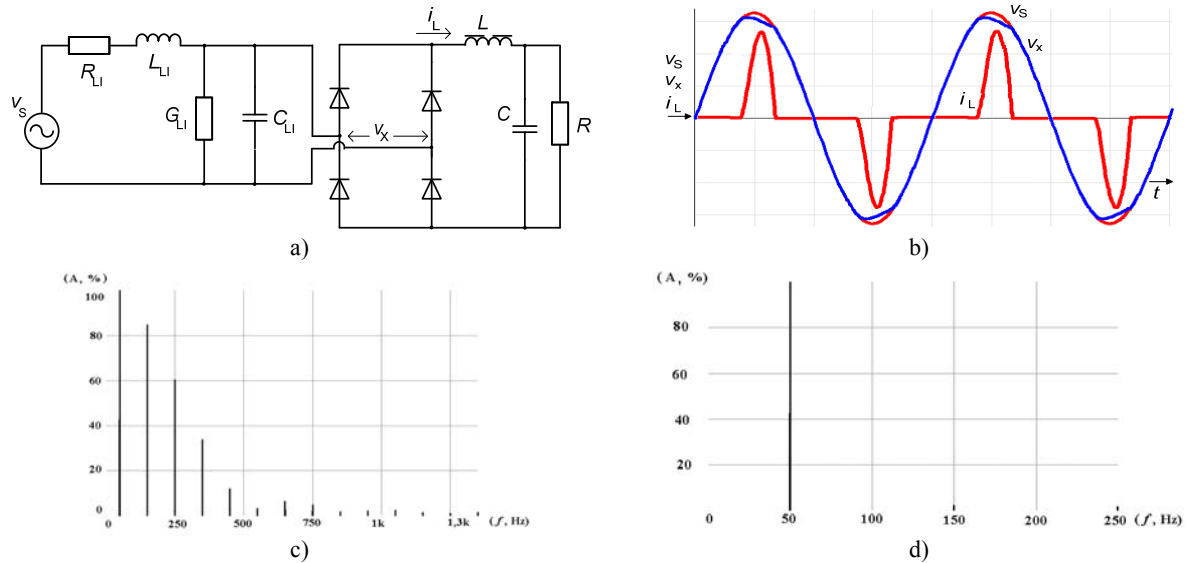 i_L
L
R_LI
L_LI
v_S
G_LI
C_LI
v_X
C
R
a)
v_S
v_x
v_S
v_x
i_L
i_L
t
b)
(A, %)
100
80
60
40
20
0
0 250 500 750 1k 1,3k (f, Hz)
c)
(A, %)
80
60
40
20
0 50 100 150 200 250 (f, Hz)
d)